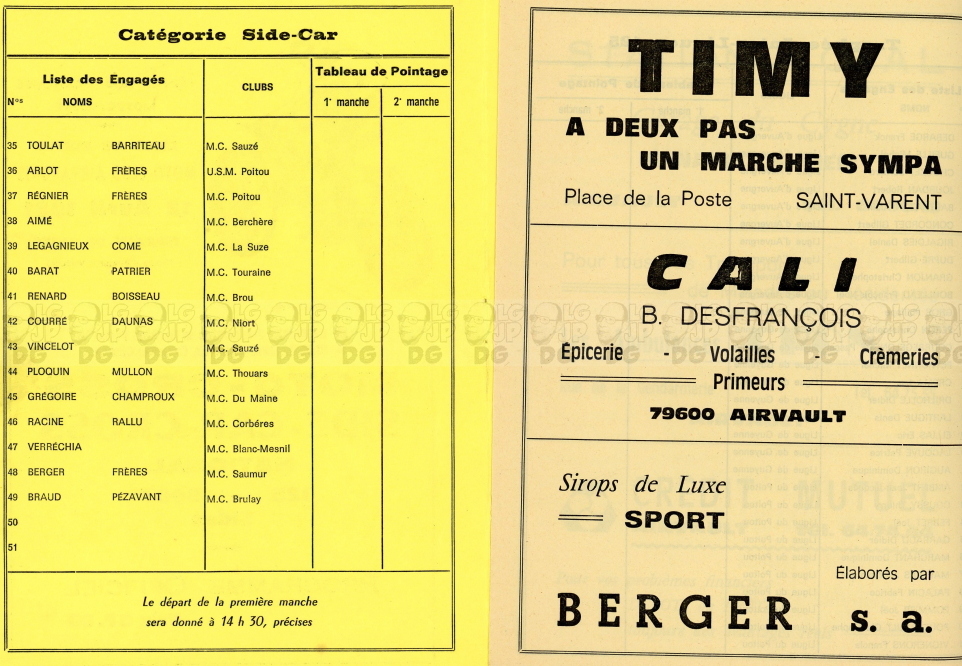 Catégorie Side-Car
Liste des Engagés
CLUBS
Tableau de Pointage
Nos NOMS
1e manche 2e manche
35 TOULAT BARRITEAU M.C. Sauzé
36 ARLOT FRÈRES U.S.M. Poitou
37 RÉGNIER FRÈRES M.C. Poitou
38 AIMÉ M.C. Berchère
39 LEGAGNIEUX COME M.C. La Suze
40 BARAT PATRIER M.C. Touraine
41 RENARD BOISSEAU M.C. Brou
42 COURRÉ DAUNAS M.C. Niort
43 VINCELOT M.C. Sauzé
44 PLOQUIN MULLON M.C. Thouars
45 GRÉGOIRE CHAMPROUX M.C. Du Maine
46 RACINE RALLU M.C. Corbéres
47 VERRÉCHIA M.C. Blanc-Mesnil
48 BERGER FRÈRES M.C. Saumur
49 BRAUD PÉZAVANT M.C. Brulay
50
51
Le départ de la première manche
sera donné à 14 h 30, précises
TIMY
A DEUX PAS
UN MARCHE SYMPA
Place de la Poste SAINT-VARENT
CALI
B. DESFRANÇOIS
Épicerie - Volailles - Crèmeries
Primeurs
79600 AIRVAULT
Sirops de Luxe
SPORT
Élaborés par
BERGER s. a.